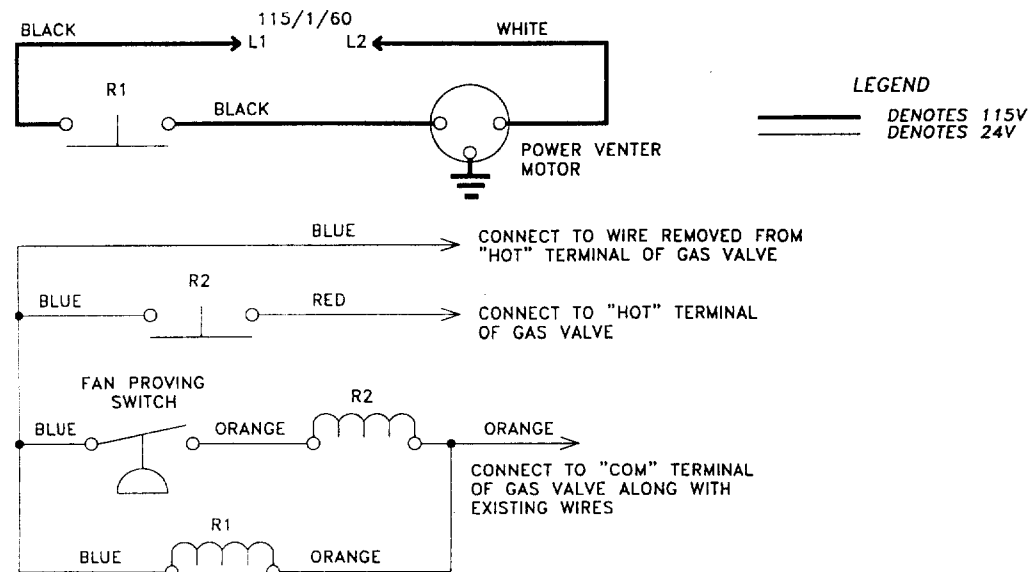 115/1/60
BLACK
L1
L2
WHITE
R1
BLACK
POWER VENTER
MOTOR
LEGEND
DENOTES 115V
DENOTES 24V
BLUE
CONNECT TO WIRE REMOVED FROM
"HOT" TERMINAL OF GAS VALVE
R2
BLUE
RED
CONNECT TO "HOT" TERMINAL
OF GAS VALVE
FAN PROVING
SWITCH
R2
BLUE
ORANGE
ORANGE
CONNECT TO "COM" TERMINAL
OF GAS VALVE ALONG WITH
EXISTING WIRES
R1
BLUE
ORANGE